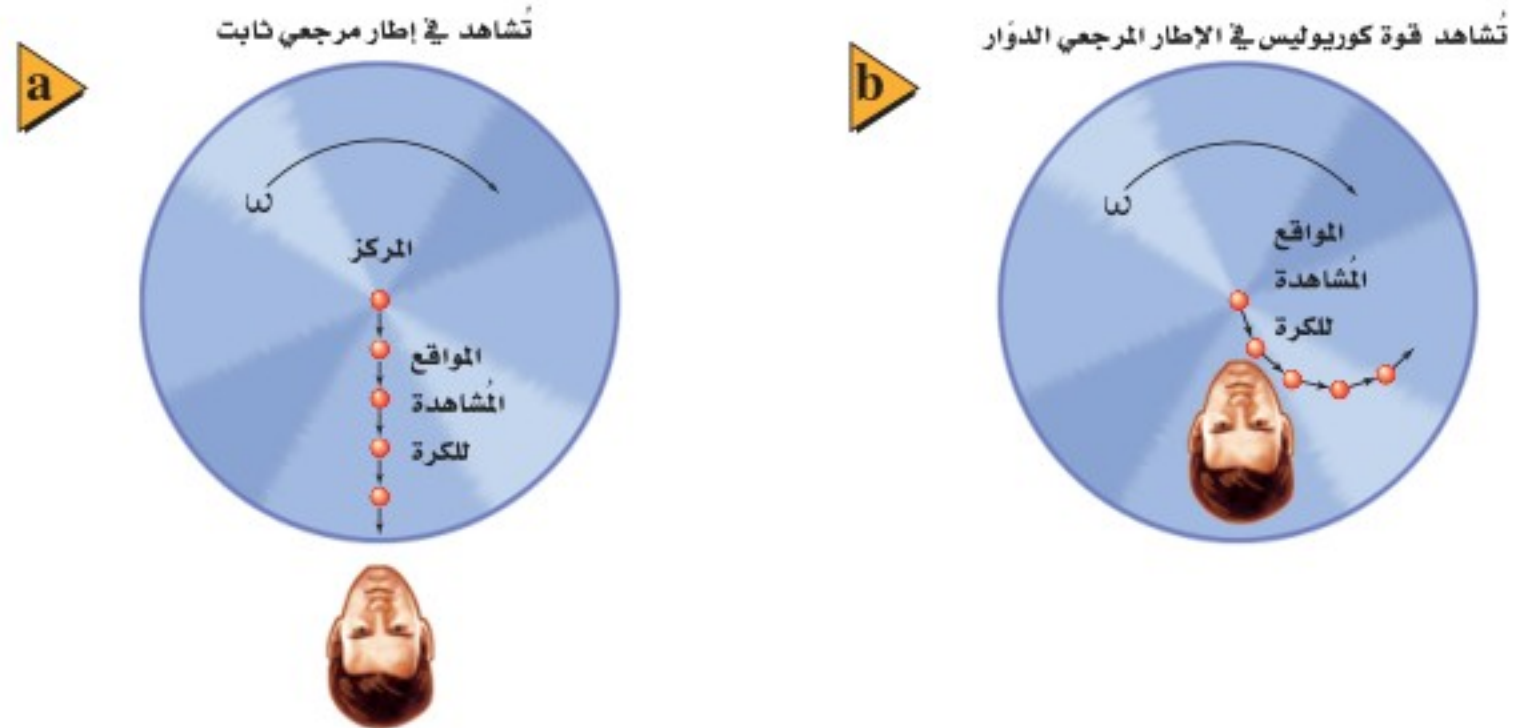 a
تُشاهد في إطار مرجعي ثابت
ω
المركز
المواقع
المُشاهدة
للكرة
b
تُشاهد قوة كوريوليس في الإطار المرجعي الدوَار
ω
المواقع
المُشاهدة
للكرة